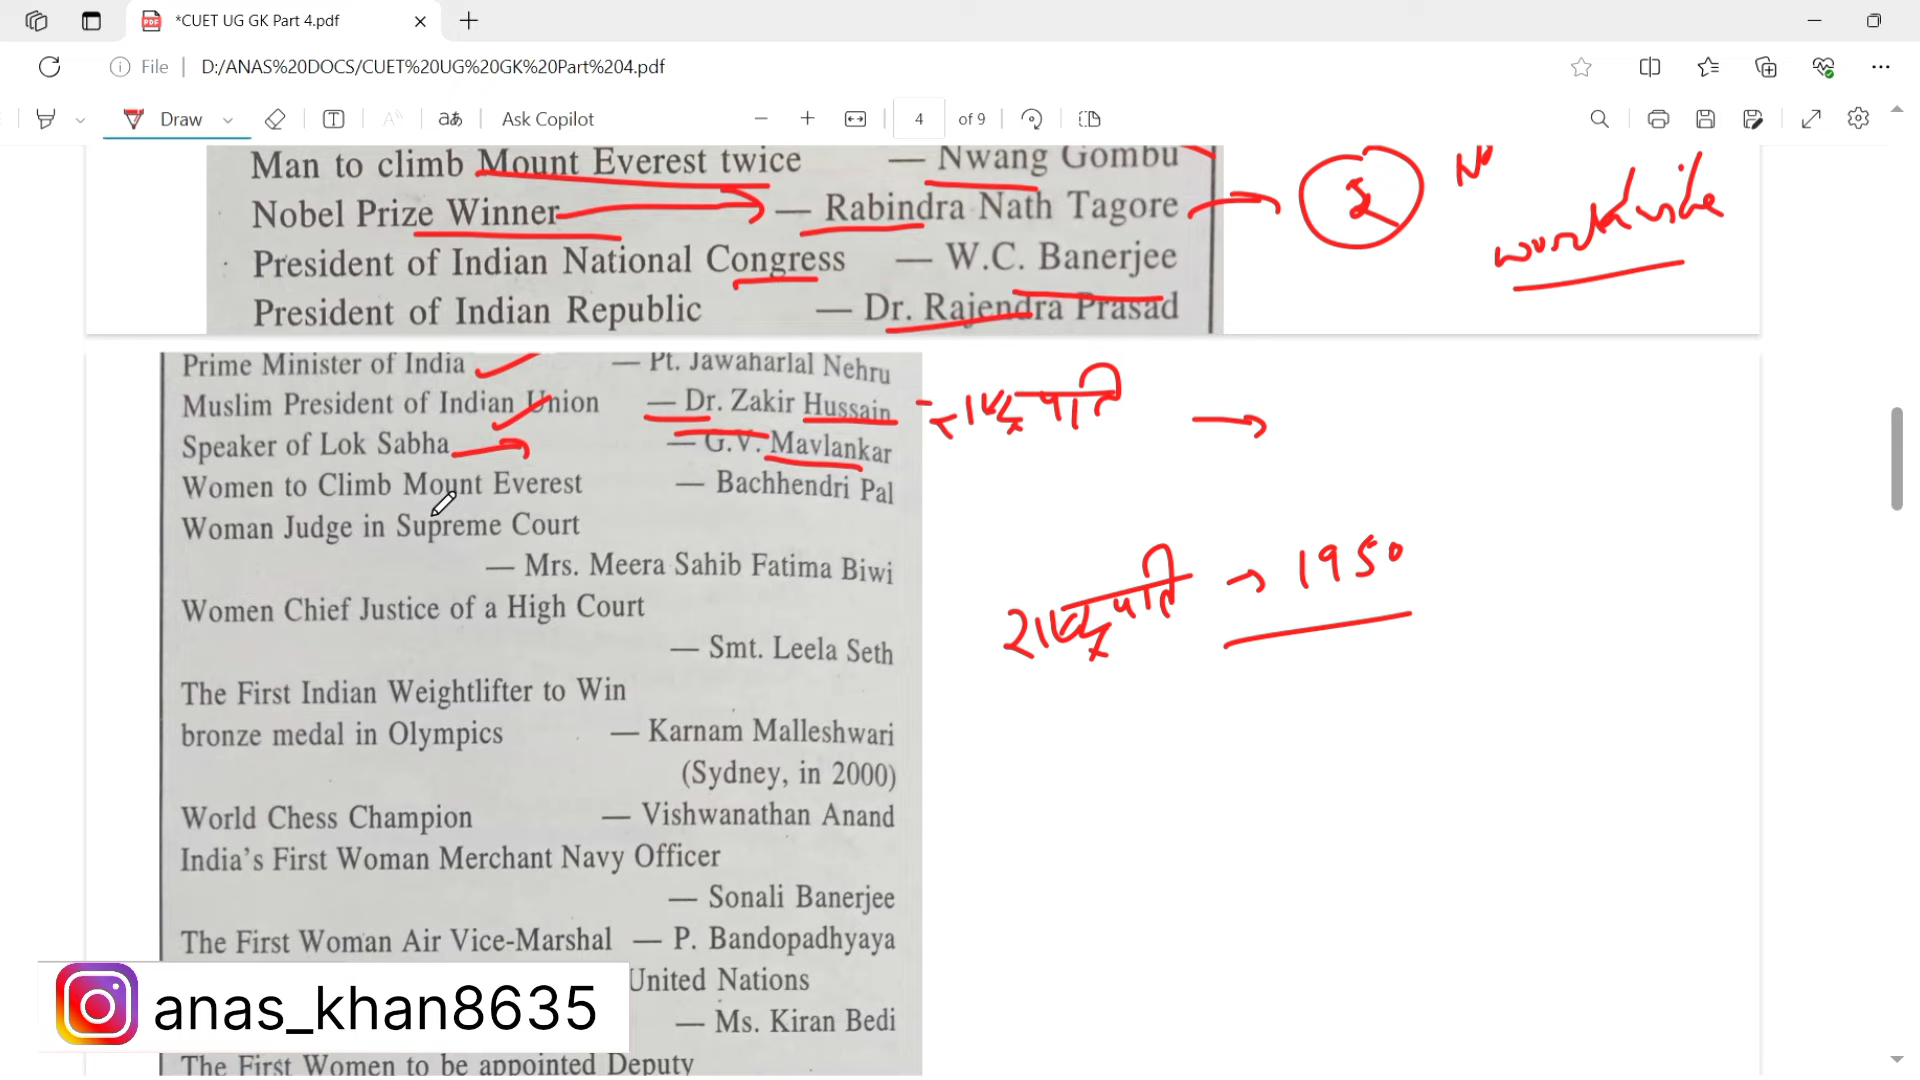 *CUET UG GK Part 4.pdf
File
D:/ANAS%20DOCS/CUET%20UG%20GK%20Part%204.pdf
Draw
Ask Copilot
4 of 9
Man to climb Mount Everest twice — Nwang Gombu
Nobel Prize Winner — Rabindra Nath Tagore
President of Indian National Congress — W.C. Banerjee
President of Indian Republic — Dr. Rajendra Prasad
worldwide
Prime Minister of India — Pt. Jawaharlal Nehru
Muslim President of Indian Union — Dr. Zakir Hussain
राष्ट्रपति
Speaker of Lok Sabha — G.V. Mavlankar
Women to Climb Mount Everest — Bachhendri Pal
Woman Judge in Supreme Court
— Mrs. Meera Sahib Fatima Biwi
राष्ट्रपति → 1950
Women Chief Justice of a High Court
— Smt. Leela Seth
The First Indian Weightlifter to Win
bronze medal in Olympics — Karnam Malleshwari
(Sydney, in 2000)
World Chess Champion — Vishwanathan Anand
India's First Woman Merchant Navy Officer
— Sonali Banerjee
The First Woman Air Vice-Marshal — P. Bandopadhyaya
United Nations
— Ms. Kiran Bedi
The First Women to be appointed Deputy
anas_khan8635